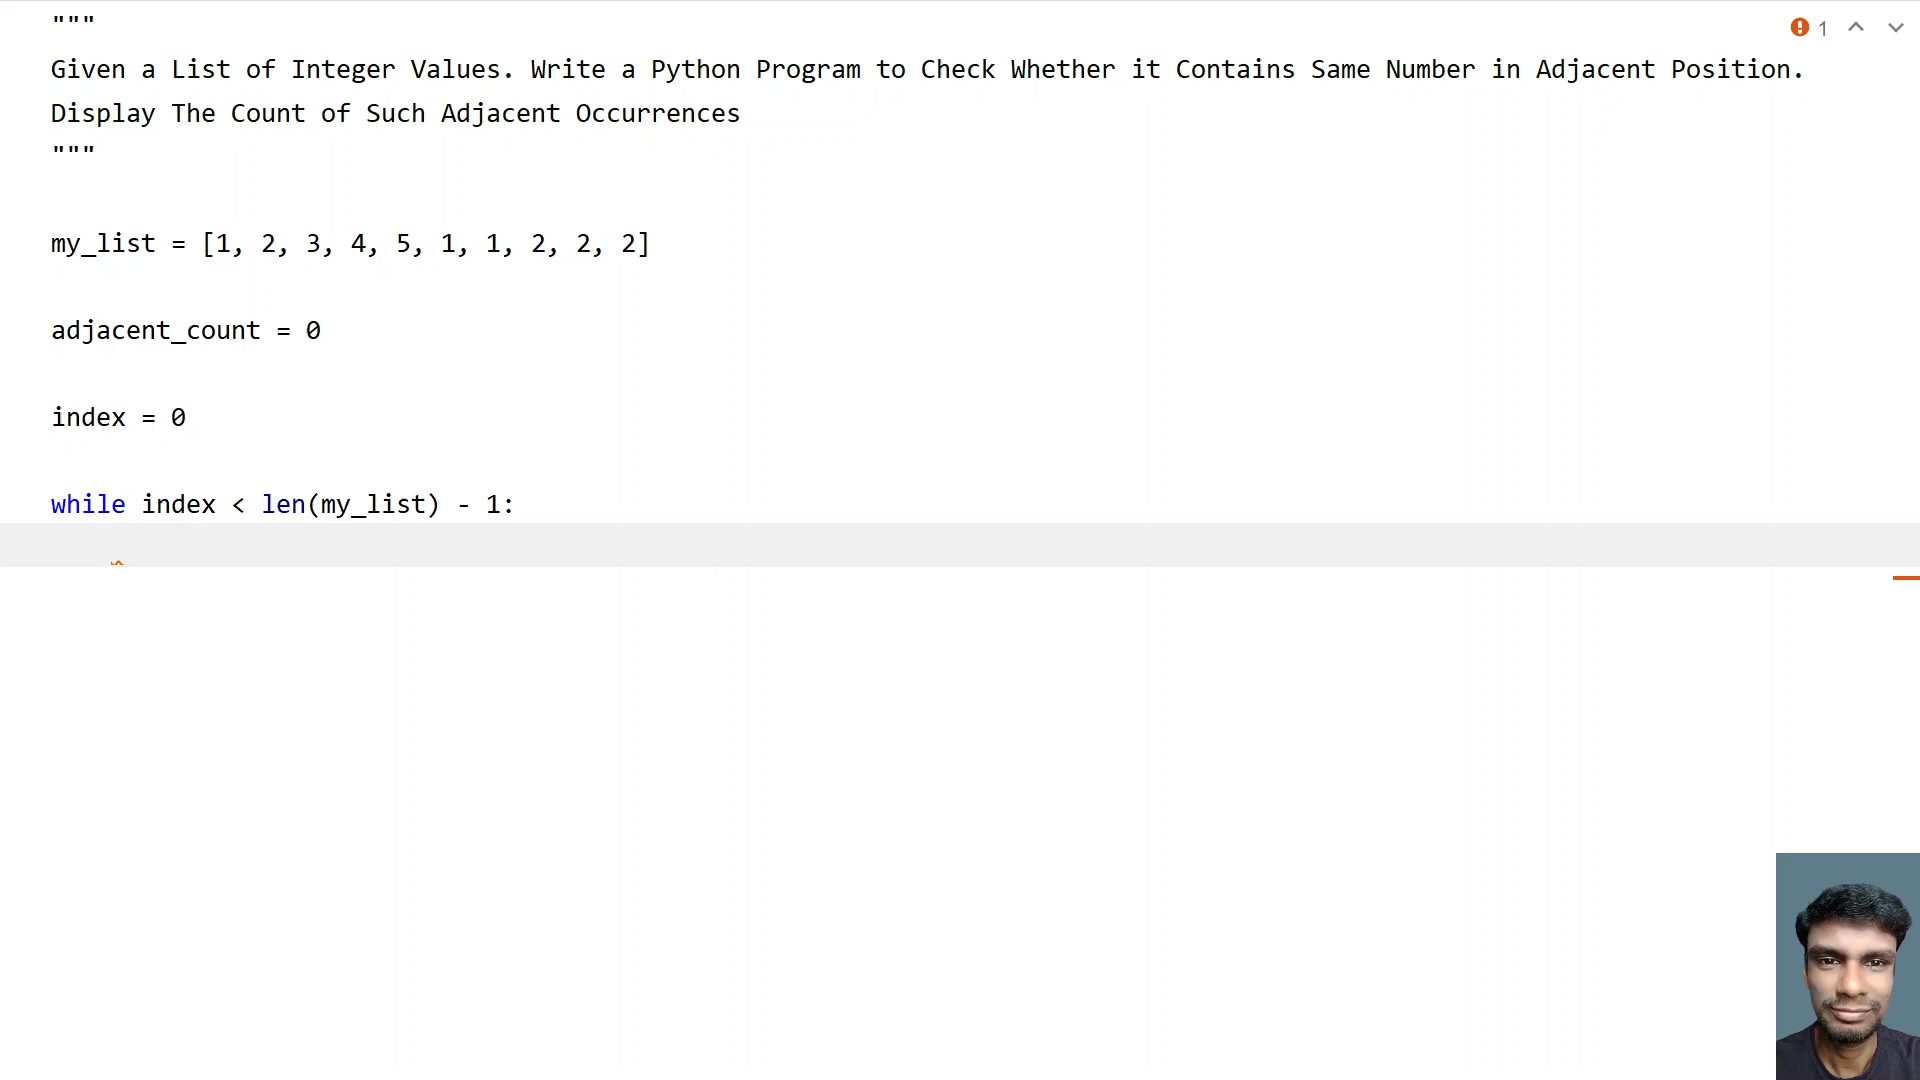 """
Given a List of Integer Values. Write a Python Program to Check Whether it Contains Same Number in Adjacent Position.
Display The Count of Such Adjacent Occurrences
"""
my_list = [1, 2, 3, 4, 5, 1, 1, 2, 2, 2]
adjacent_count = 0
index = 0
while index < len(my_list) - 1:
1